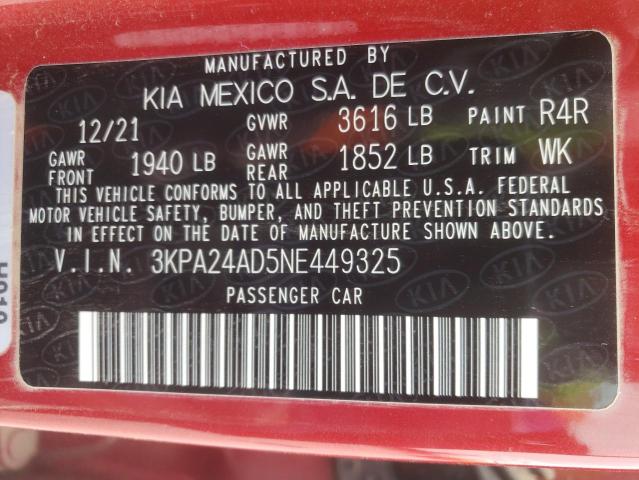 MANUFACTURED BY
KIA MEXICO S.A. DE C.V.
12/21 GVWR 3616 LB PAINT R4R
GAWR FRONT 1940 LB GAWR REAR 1852 LB TRIM WK
THIS VEHICLE CONFORMS TO ALL APPLICABLE U.S.A. FEDERAL
MOTOR VEHICLE SAFETY, BUMPER, AND THEFT PREVENTION STANDARDS
IN EFFECT ON THE DATE OF MANUFACTURE SHOWN ABOVE.
V.I.N. 3KPA24AD5NE449325
PASSENGER CAR